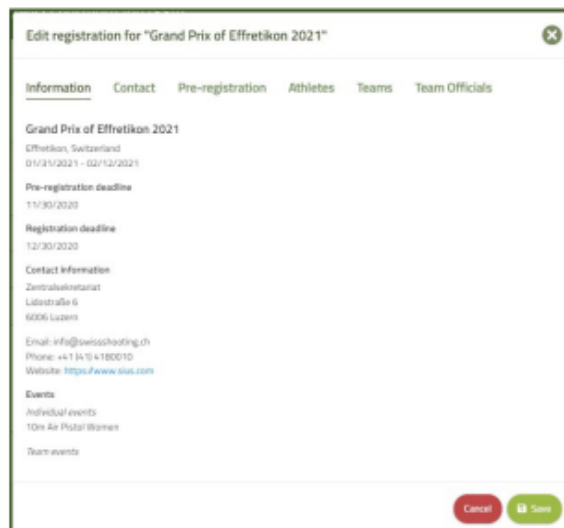 Edit registration for "Grand Prix of Effretikon 2021"
Information Contact Pre-registration Athletes Teams Team Officials
Grand Prix of Effretikon 2021
Effretikon, Switzerland
01/31/2021 - 02/12/2021
Pre-registration deadline
11/30/2020
Registration deadline
12/30/2020
Contact Information
Zentralsekretariat
Lidostraße 6
6006 Luzern
Email: info@swissshooting.ch
Phone: +41 (41) 4180010
Website: https://www.sius.com
Events
Individual events
10m Air Pistol Women
Team events
Cancel Save